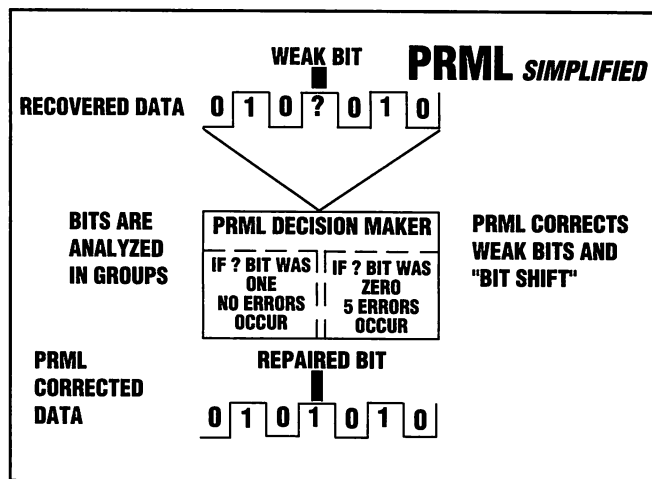 WEAK BIT
PRML SIMPLIFIED
RECOVERED DATA 0 1 0 ? 0 1 0
BITS ARE
ANALYZED
IN GROUPS
PRML DECISION MAKER
IF ? BIT WAS
ONE
NO ERRORS
OCCUR
IF ? BIT WAS
ZERO
5 ERRORS
OCCUR
PRML CORRECTS
WEAK BITS AND
"BIT SHIFT"
PRML
CORRECTED
DATA
REPAIRED BIT
0 1 0 1 0 1 0